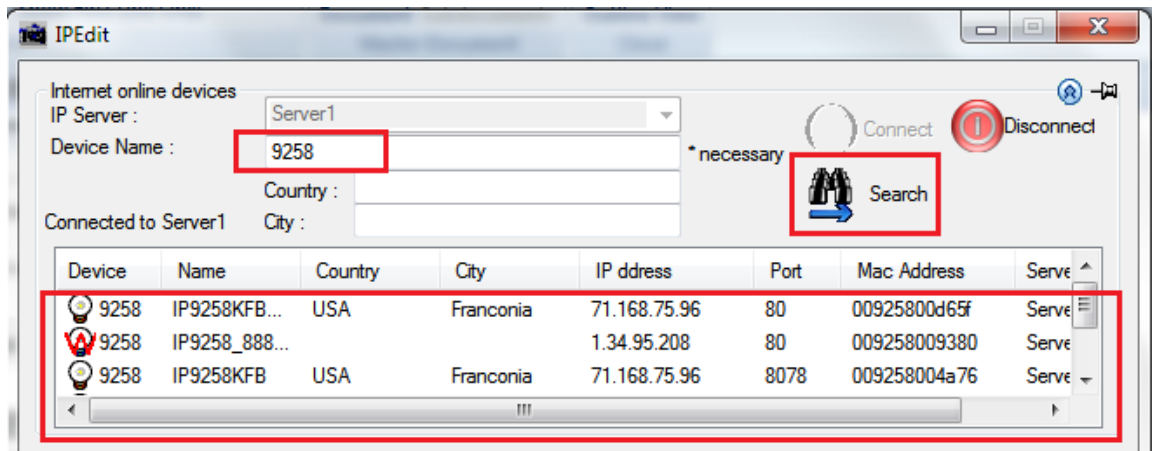 IPEdit
Internet online devices
IP Server : Server1
Connect Disconnect
Device Name : 9258 * necessary
Search
Country :
Connected to Server1 City :
Device Name Country City IP ddress Port Mac Address Serve
9258 IP9258KFB... USA Franconia 71.168.75.96 80 00925800d65f Serve
9258 IP9258_888... 1.34.95.208 80 009258009380 Serve
9258 IP9258KFB USA Franconia 71.168.75.96 8078 009258004a76 Serve